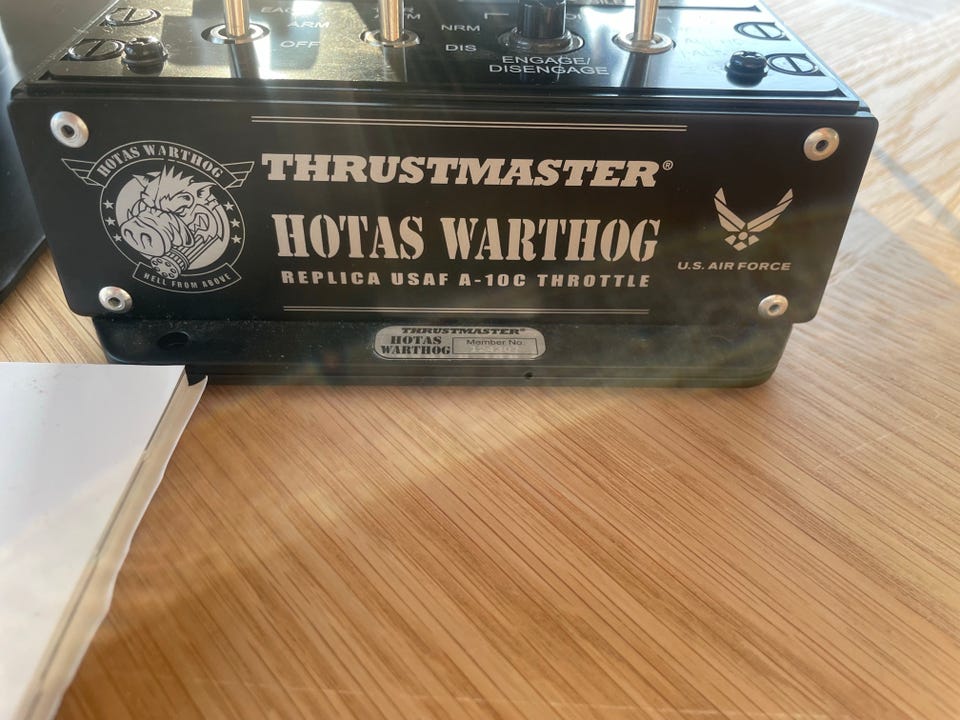 ARM
OFF
NRM
DIS
ENGAGE/
DISENGAGE
HOTAS WARTHOG
HELL FROM ABOVE
THRUSTMASTER®
HOTAS WARTHOG
REPLICA USAF A-10C THROTTLE
U.S. AIR FORCE
THRUSTMASTER®
HOTAS
WARTHOG
Member No